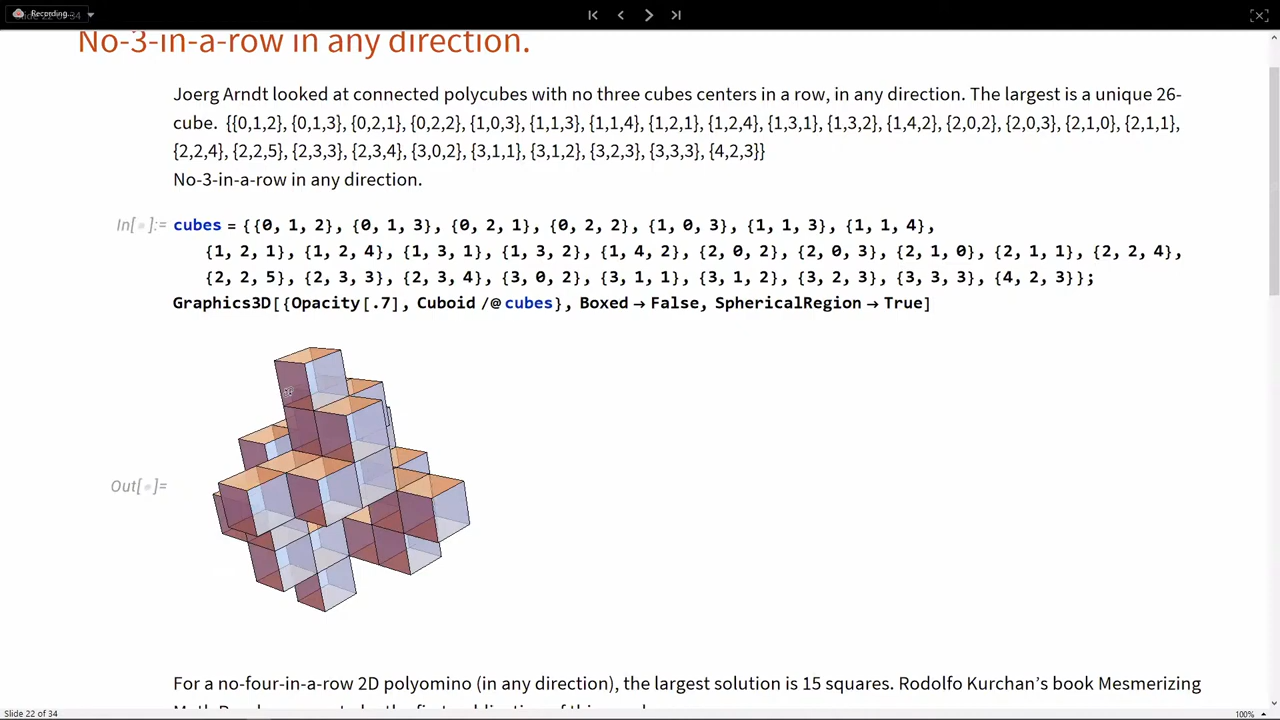 Recording...
Slide 22 of 34
No-3-in-a-row in any direction.
Joerg Arndt looked at connected polycubes with no three cubes centers in a row, in any direction. The largest is a unique 26-
cube. {{0,1,2}, {0,1,3}, {0,2,1}, {0,2,2}, {1,0,3}, {1,1,3}, {1,1,4}, {1,2,1}, {1,2,4}, {1,3,1}, {1,3,2}, {1,4,2}, {2,0,2}, {2,0,3}, {2,1,0}, {2,1,1},
{2,2,4}, {2,2,5}, {2,3,3}, {2,3,4}, {3,0,2}, {3,1,1}, {3,1,2}, {3,2,3}, {3,3,3}, {4,2,3}}
No-3-in-a-row in any direction.
In[ ]:= cubes = {{0, 1, 2}, {0, 1, 3}, {0, 2, 1}, {0, 2, 2}, {1, 0, 3}, {1, 1, 3}, {1, 1, 4},
{1, 2, 1}, {1, 2, 4}, {1, 3, 1}, {1, 3, 2}, {1, 4, 2}, {2, 0, 2}, {2, 0, 3}, {2, 1, 0}, {2, 1, 1}, {2, 2, 4},
{2, 2, 5}, {2, 3, 3}, {2, 3, 4}, {3, 0, 2}, {3, 1, 1}, {3, 1, 2}, {3, 2, 3}, {3, 3, 3}, {4, 2, 3}};
Graphics3D[{Opacity[.7], Cuboid /@ cubes}, Boxed → False, SphericalRegion → True]
Out[ ]=
For a no-four-in-a-row 2D polyomino (in any direction), the largest solution is 15 squares. Rodolfo Kurchan's book Mesmerizing
Slide 22 of 34
100%